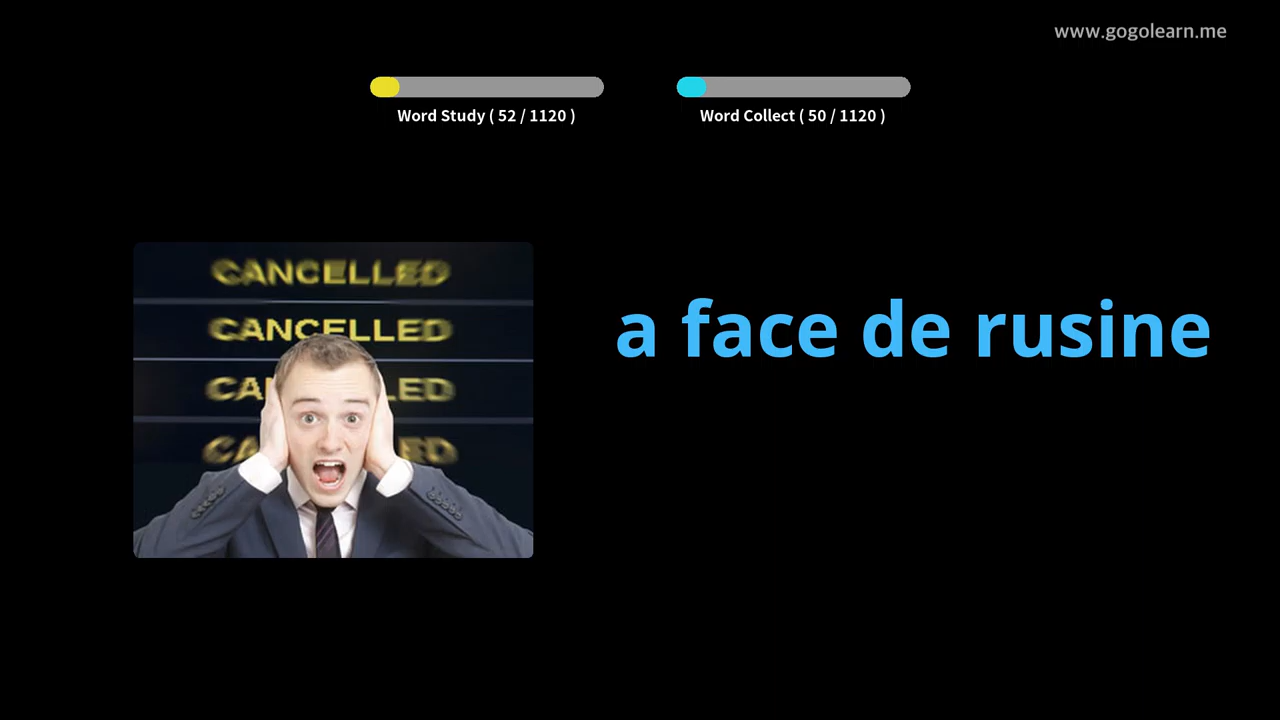 www.gogolearn.me
Word Study ( 52 / 1120 )
Word Collect ( 50 / 1120 )
CANCELLED
CANCELLED
a face de rusine